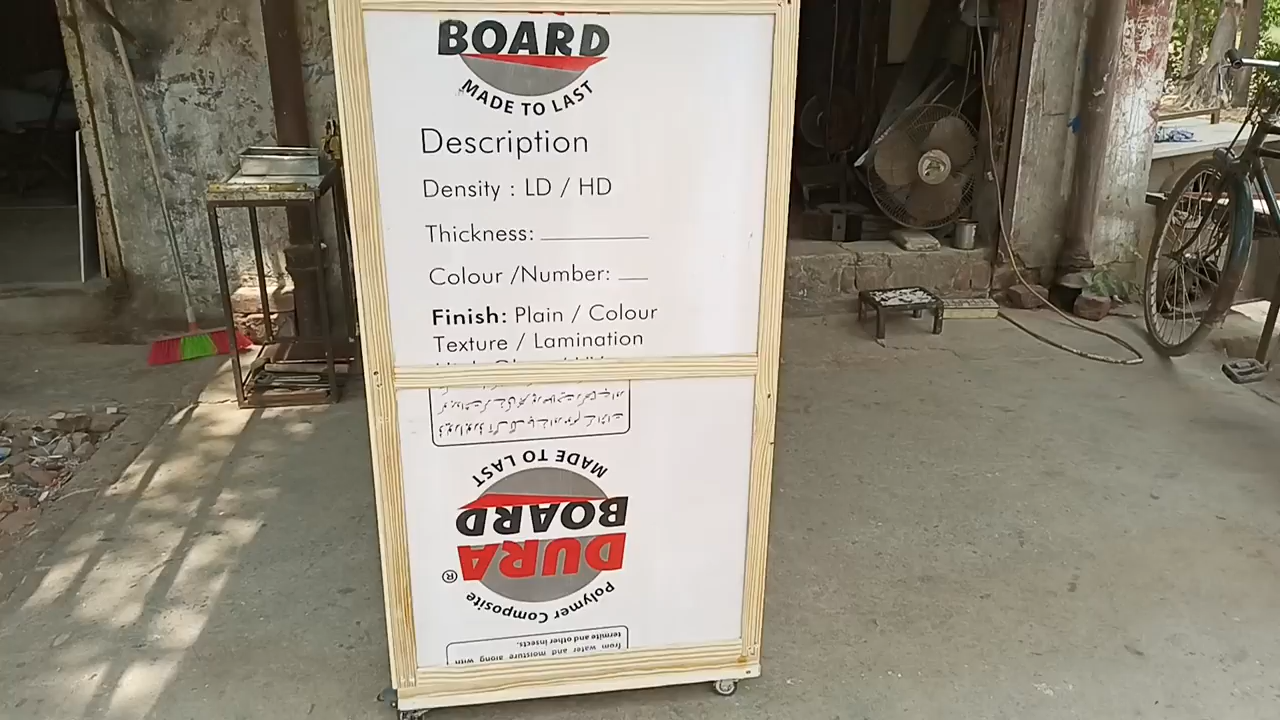 BOARD
MADE TO LAST
Description
Density : LD / HD
Thickness:
Colour /Number:
Finish: Plain / Colour
Texture / Lamination
MADE TO LAST
BOARD
DURA
®
Polymer Composite
termite and other insects.
from water and moisture along with